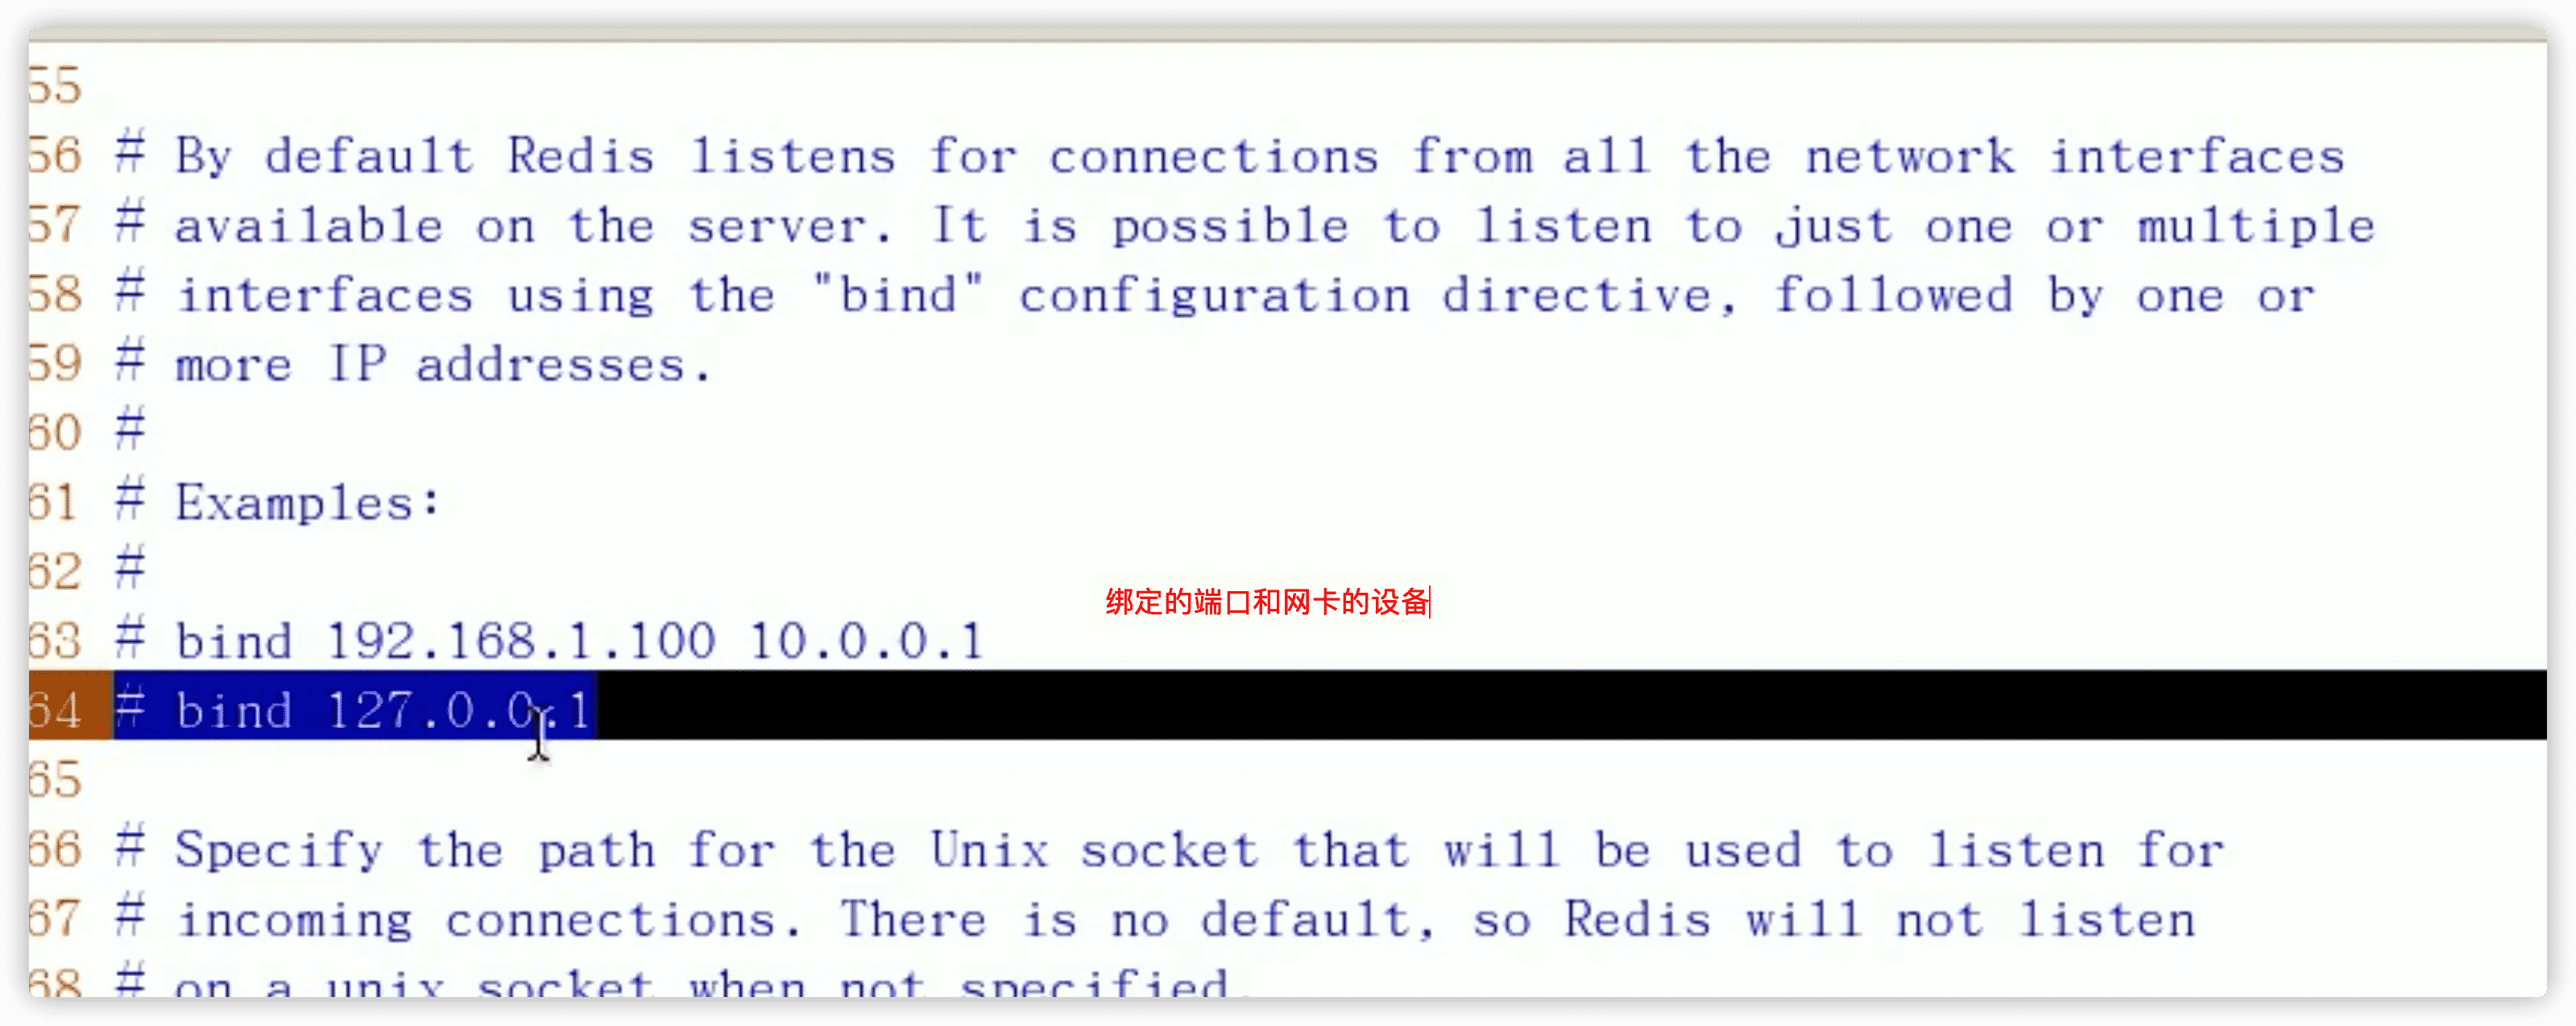 55
56 # By default Redis listens for connections from all the network interfaces
57 # available on the server. It is possible to listen to just one or multiple
58 # interfaces using the "bind" configuration directive, followed by one or
59 # more IP addresses.
60 #
61 # Examples:
62 #
绑定的端口和网卡的设备
63 # bind 192.168.1.100 10.0.0.1
64 # bind 127.0.0.1
65
66 # Specify the path for the Unix socket that will be used to listen for
67 # incoming connections. There is no default, so Redis will not listen
68 # on a unix socket when not specified.